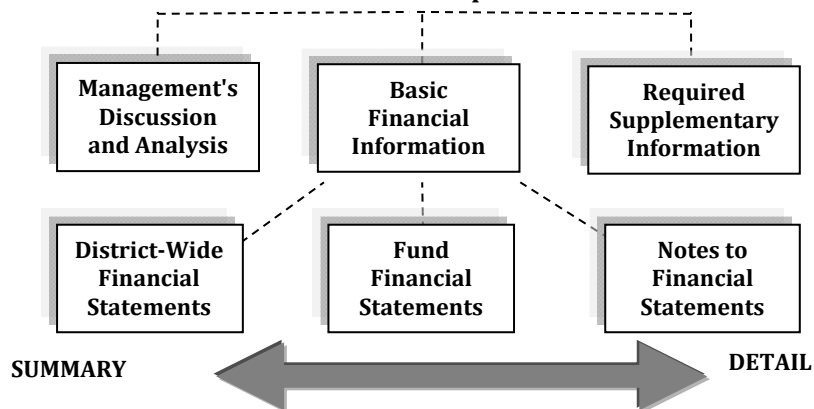 Management's
Discussion
and Analysis
Basic
Financial
Information
Required
Supplementary
Information
District-Wide
Financial
Statements
Fund
Financial
Statements
Notes to
Financial
Statements
SUMMARY
DETAIL